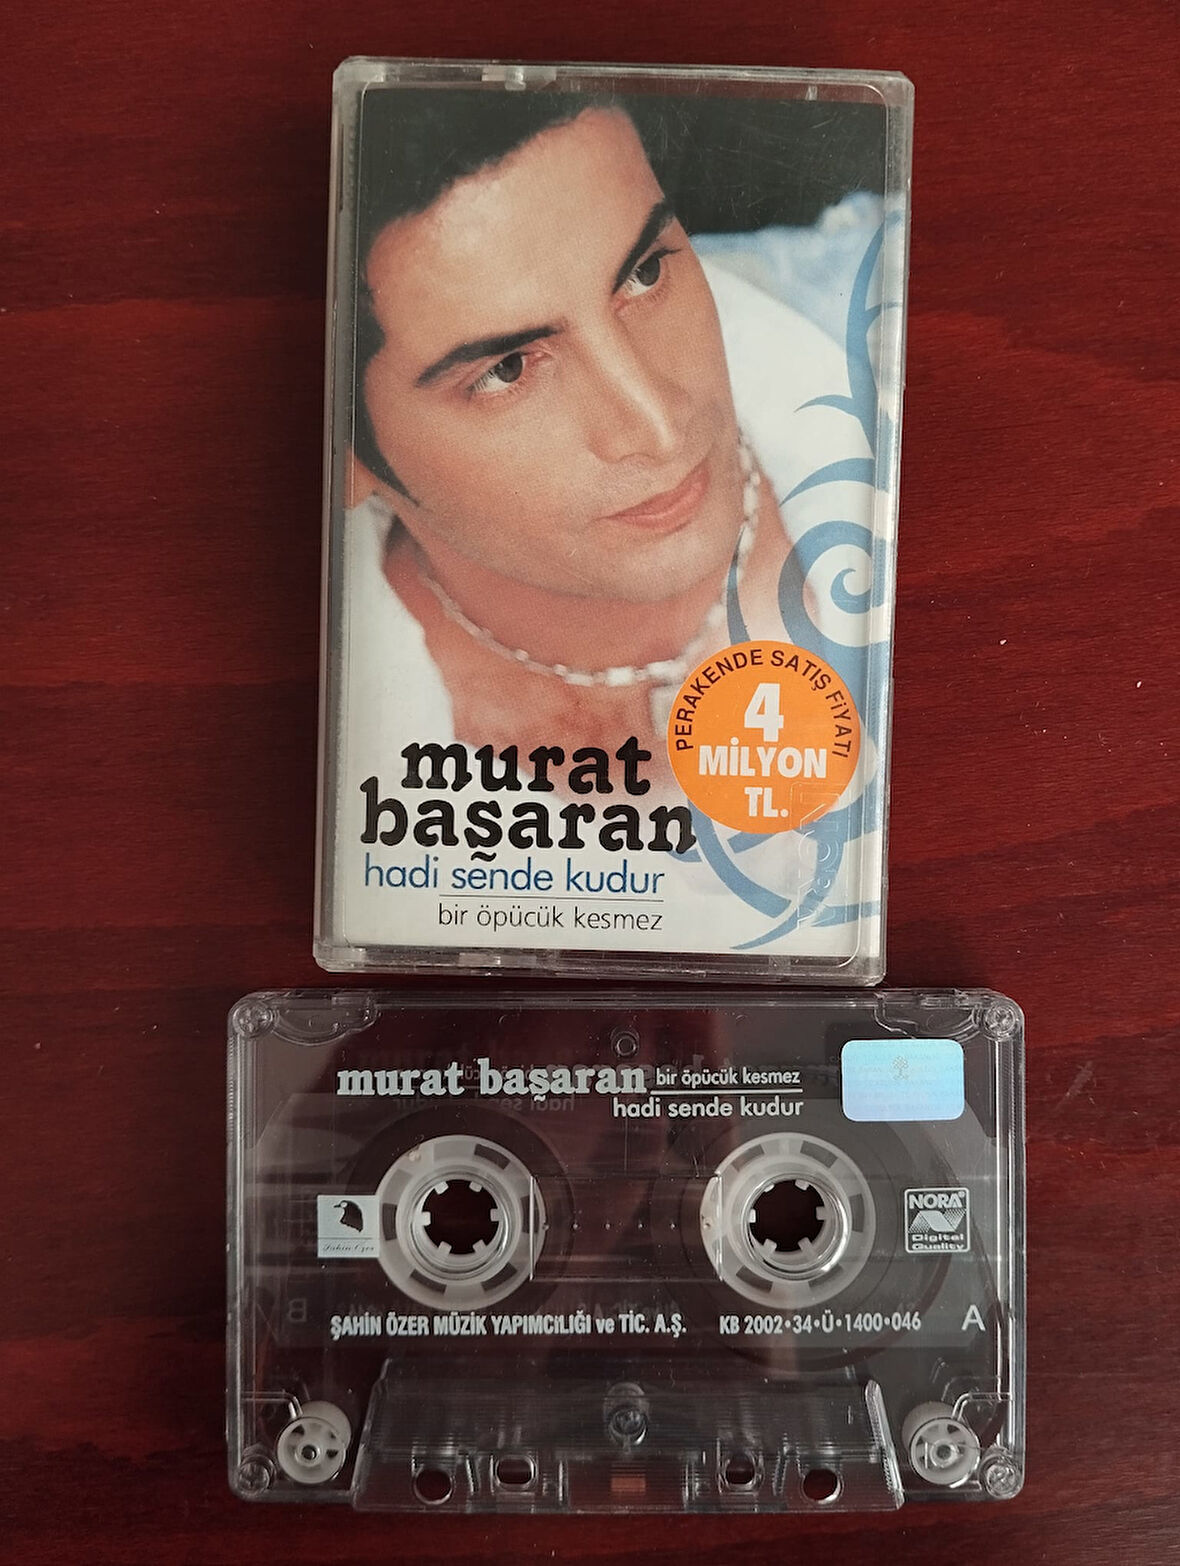 PERAKENDE SATIŞ FİYATI
4
MİLYON
TL.
murat
başaran
hadi sende kudur
bir öpücük kesmez
NORA
murat başaran bir öpücük kesmez
hadi sende kudur
Şahin Özer
NORA®
Digital
Quality
ŞAHİN ÖZER MÜZİK YAPIMCILIĞI ve TİC. A.Ş. KB 2002•34•Ü•1400•046 A
B